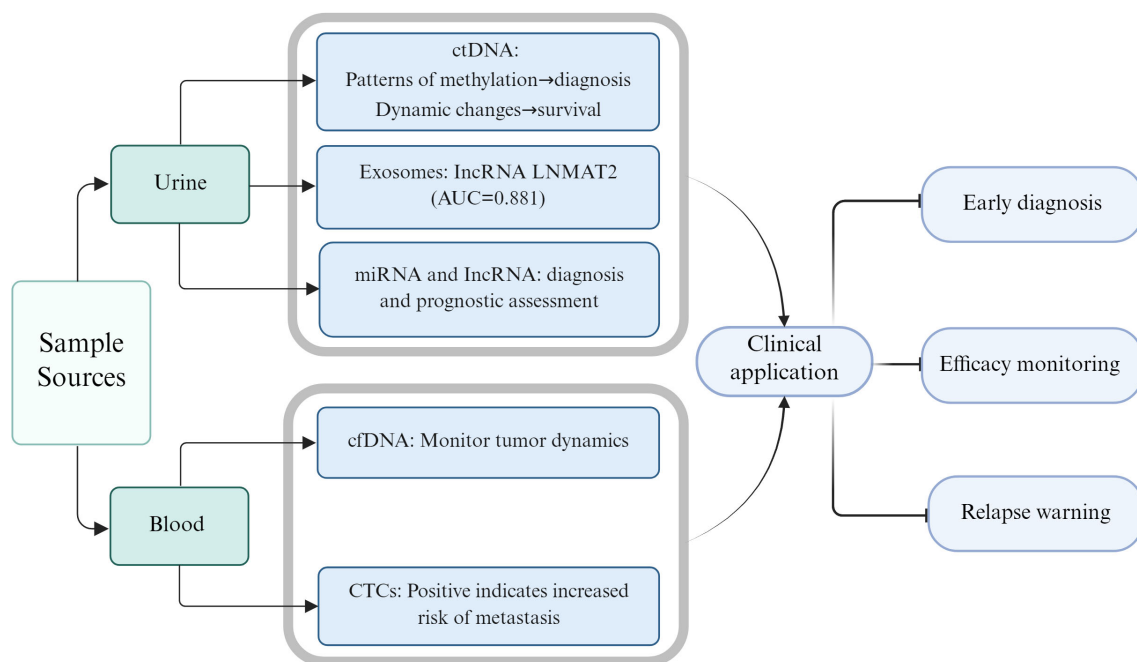 Sample
Sources
Urine
Blood
ctDNA:
Patterns of methylation→diagnosis
Dynamic changes→survival
Exosomes: IncRNA LNMAT2
(AUC=0.881)
miRNA and IncRNA: diagnosis
and prognostic assessment
cfDNA: Monitor tumor dynamics
CTCs: Positive indicates increased
risk of metastasis
Clinical
application
Early diagnosis
Efficacy monitoring
Relapse warning